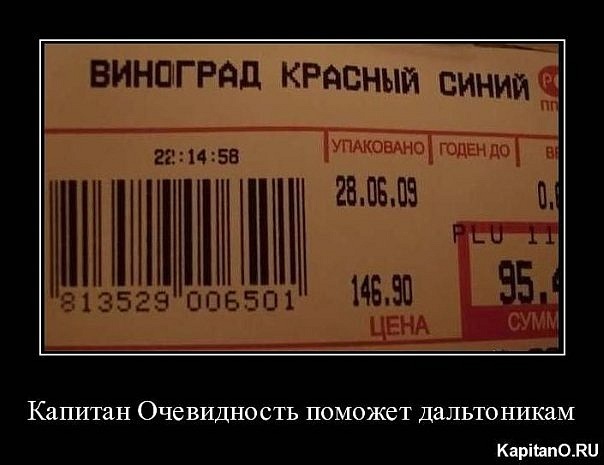 ВИНОГРАД КРАСНЫЙ СИНИЙ
22:14:58
УПАКОВАНО ГОДЕН ДО
28.06.09
PLU 11
813529 006501
146.90
ЦЕНА
Капитан Очевидность поможет дальтоникам
KapitanO.RU